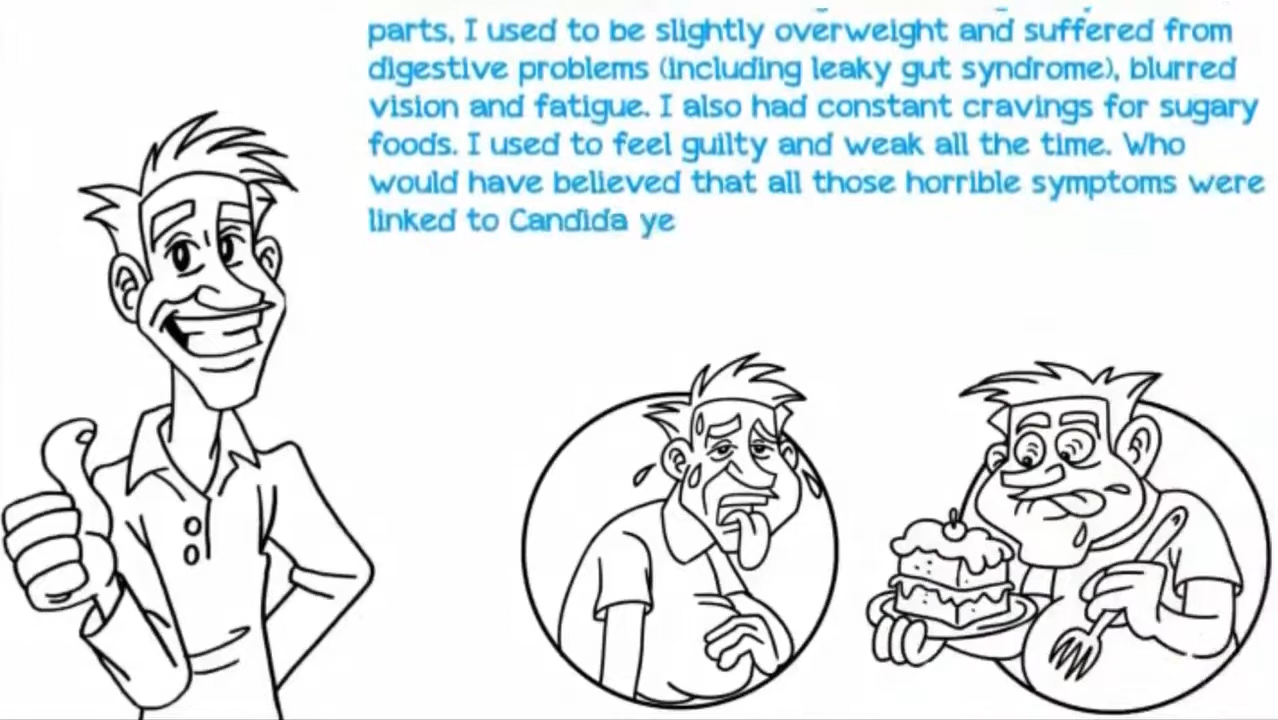 parts, I used to be slightly overweight and suffered from
digestive problems (including leaky gut syndrome), blurred
vision and fatigue. I also had constant cravings for sugary
foods. I used to feel guilty and weak all the time. Who
would have believed that all those horrible symptoms were
linked to Candida ye